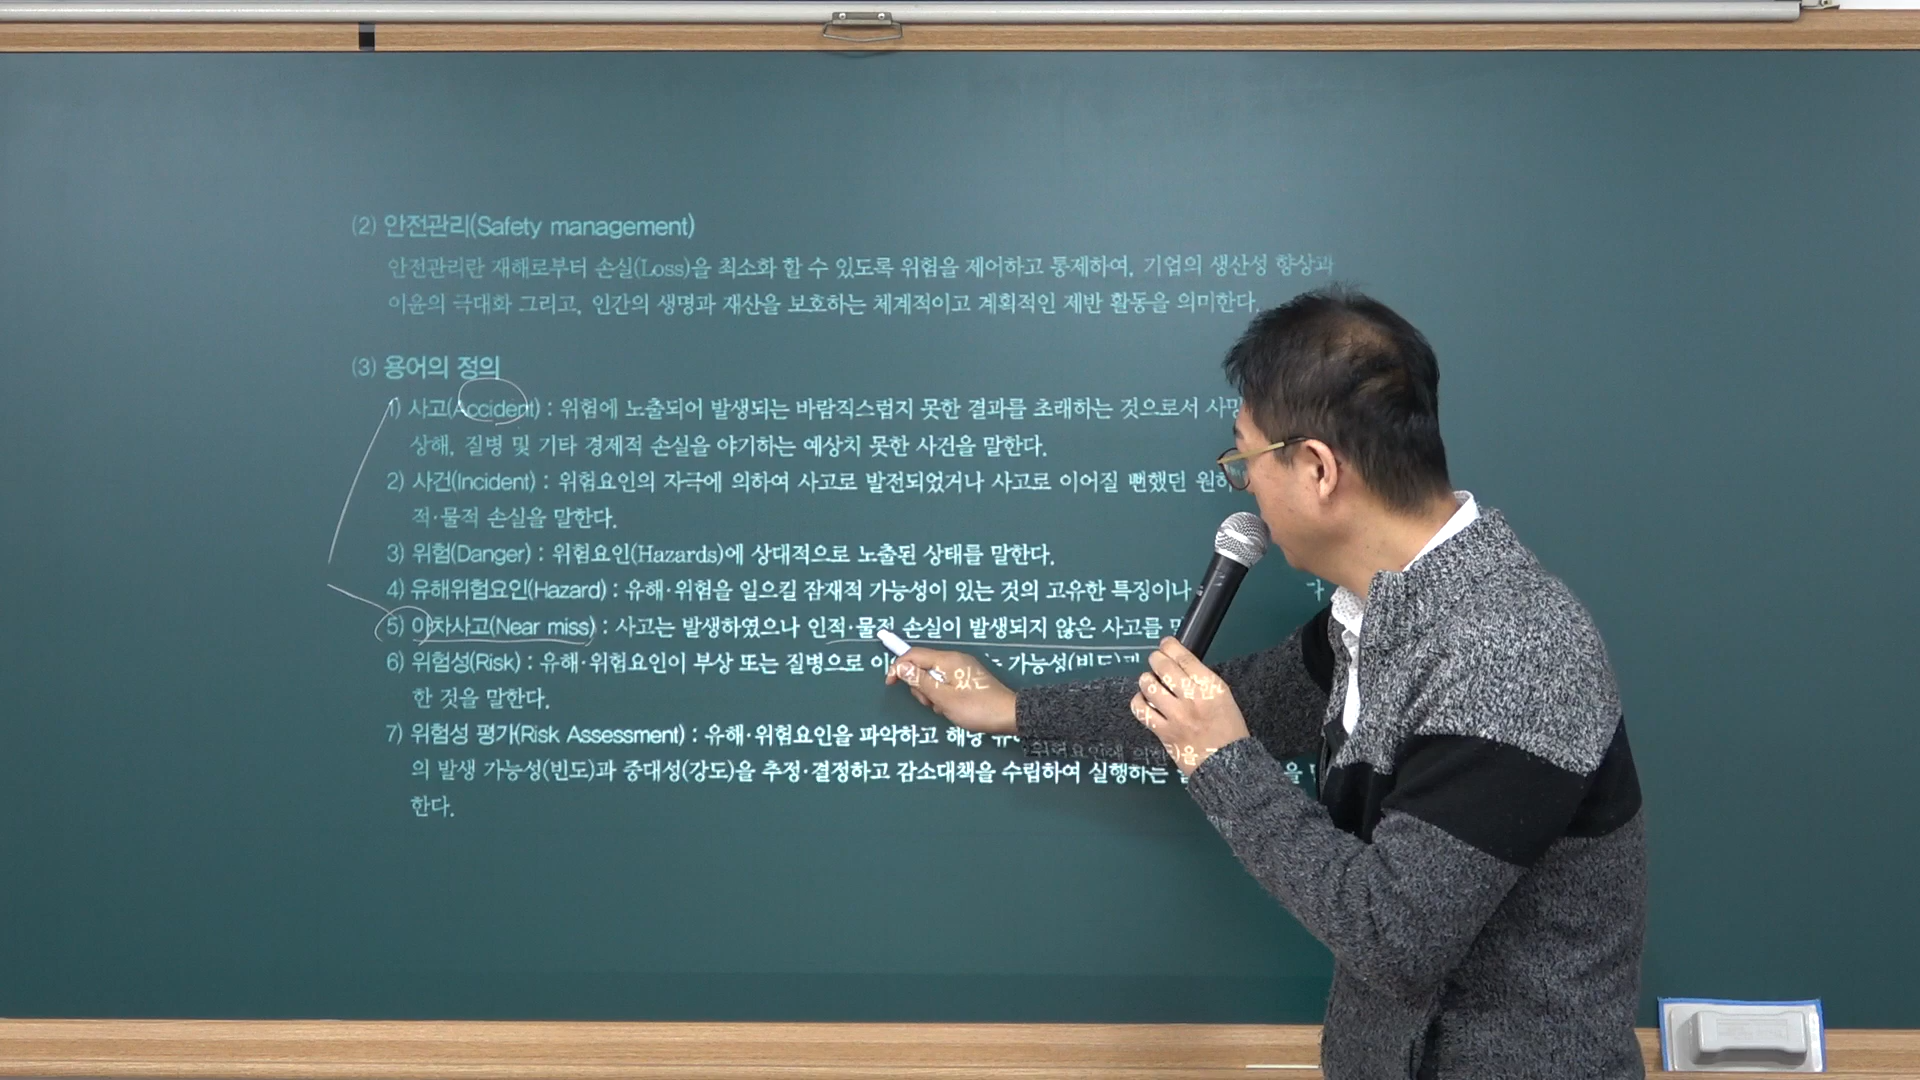 (2) 안전관리(Safety management)
안전관리란 재해로부터 손실(Loss)을 최소화 할 수 있도록 위험을 제어하고 통제하여, 기업의 생산성 향상과
이윤의 극대화 그리고, 인간의 생명과 재산을 보호하는 체계적이고 계획적인 제반 활동을 의미한다.
(3) 용어의 정의
1) 사고(Accident) : 위험에 노출되어 발생되는 바람직스럽지 못한 결과를 초래하는 것으로서 사망
상해, 질병 및 기타 경제적 손실을 야기하는 예상치 못한 사건을 말한다.
2) 사건(Incident) : 위험요인의 자극에 의하여 사고로 발전되었거나 사고로 이어질 뻔했던 원하
적·물적 손실을 말한다.
3) 위험(Danger) : 위험요인(Hazards)에 상대적으로 노출된 상태를 말한다.
4) 유해위험요인(Hazard) : 유해·위험을 일으킬 잠재적 가능성이 있는 것의 고유한 특징이나
5) 아차사고(Near miss) : 사고는 발생하였으나 인적·물적 손실이 발생되지 않은 사고를
6) 위험성(Risk) : 유해·위험요인이 부상 또는 질병으로 이어질 수 있는 가능성(빈도)과
한 것을 말한다.
7) 위험성 평가(Risk Assessment) : 유해·위험요인을 파악하고 해당 유해·위험요인에
의 발생 가능성(빈도)과 중대성(강도)을 추정·결정하고 감소대책을 수립하여 실행하는
한다.